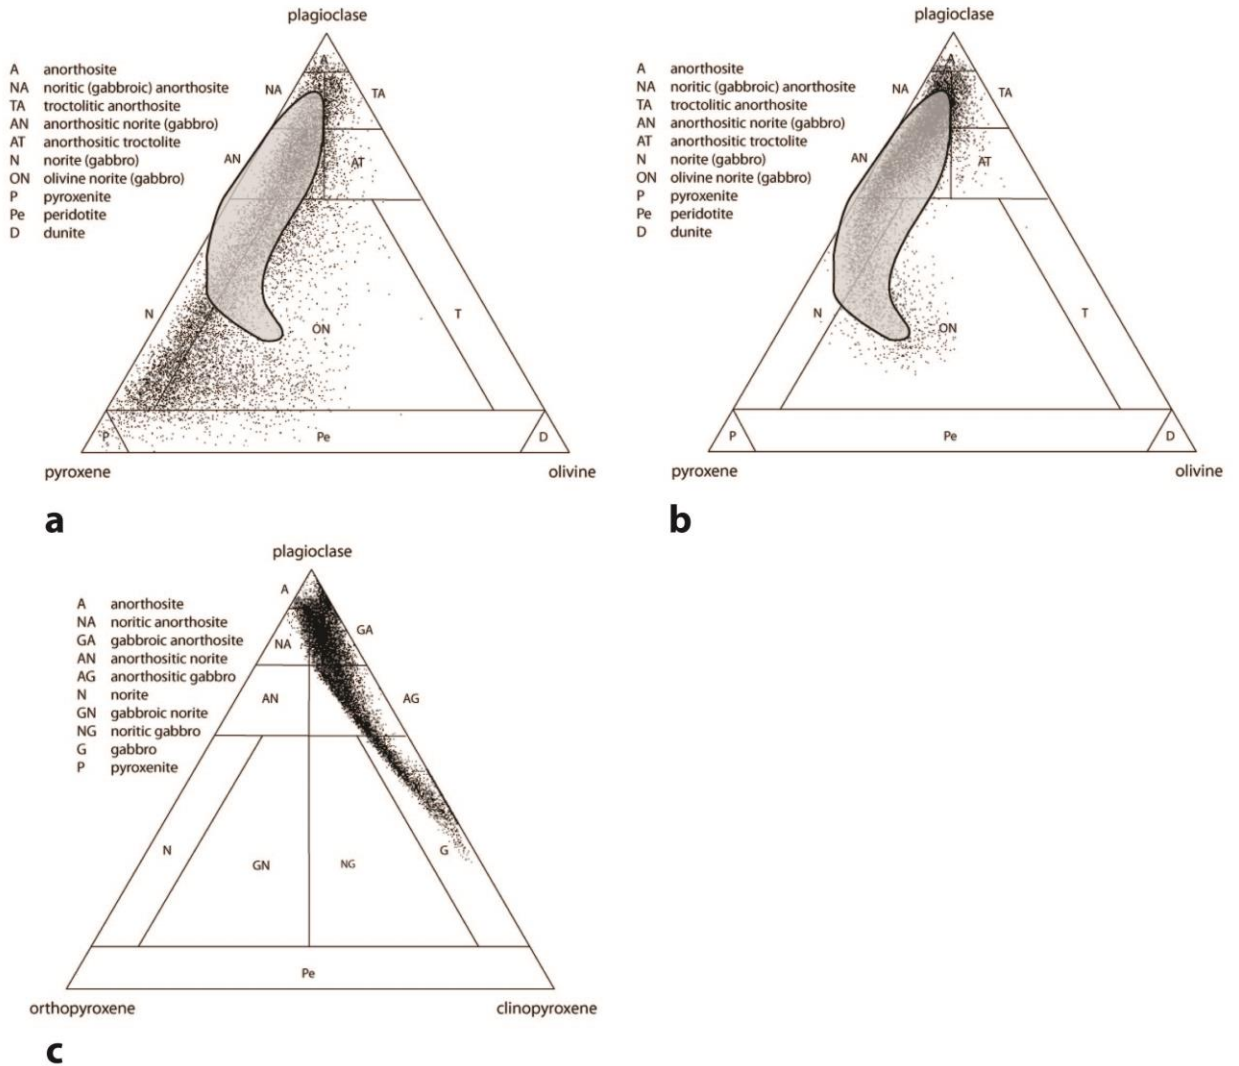 plagioclase
A anorthosite
NA noritic (gabbroic) anorthosite
TA troctolitic anorthosite
AN anorthositic norite (gabbro)
AT anorthositic troctolite
N norite (gabbro)
ON olivine norite (gabbro)
P pyroxenite
Pe peridotite
D dunite
A
NA
TA
AN
AT
N
T
ON
P
Pe
D
pyroxene
olivine
a
plagioclase
A anorthosite
NA noritic (gabbroic) anorthosite
TA troctolitic anorthosite
AN anorthositic norite (gabbro)
AT anorthositic troctolite
N norite (gabbro)
ON olivine norite (gabbro)
P pyroxenite
Pe peridotite
D dunite
A
NA
TA
AN
AT
N
T
ON
P
Pe
D
pyroxene
olivine
b
plagioclase
A anorthosite
NA noritic anorthosite
GA gabbroic anorthosite
AN anorthositic norite
AG anorthositic gabbro
N norite
GN gabbroic norite
NG noritic gabbro
G gabbro
P pyroxenite
A
GA
NA
AN
AG
N
G
GN
NG
Pe
orthopyroxene
clinopyroxene
c